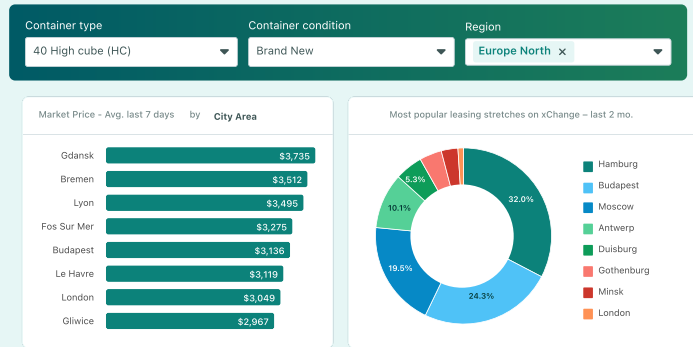 Container type
Container condition
Region
40 High cube (HC)
Brand New
Europe North ×
Market Price - Avg. last 7 days by City Area
Gdansk $3,735
Bremen $3,512
Lyon $3,495
Fos Sur Mer $3,275
Budapest $3,136
Le Havre $3,119
London $3,049
Gliwice $2,967
Most popular leasing stretches on xChange – last 2 mo.
32.0%
24.3%
19.5%
10.1%
5.3%
Hamburg
Budapest
Moscow
Antwerp
Duisburg
Gothenburg
Minsk
London